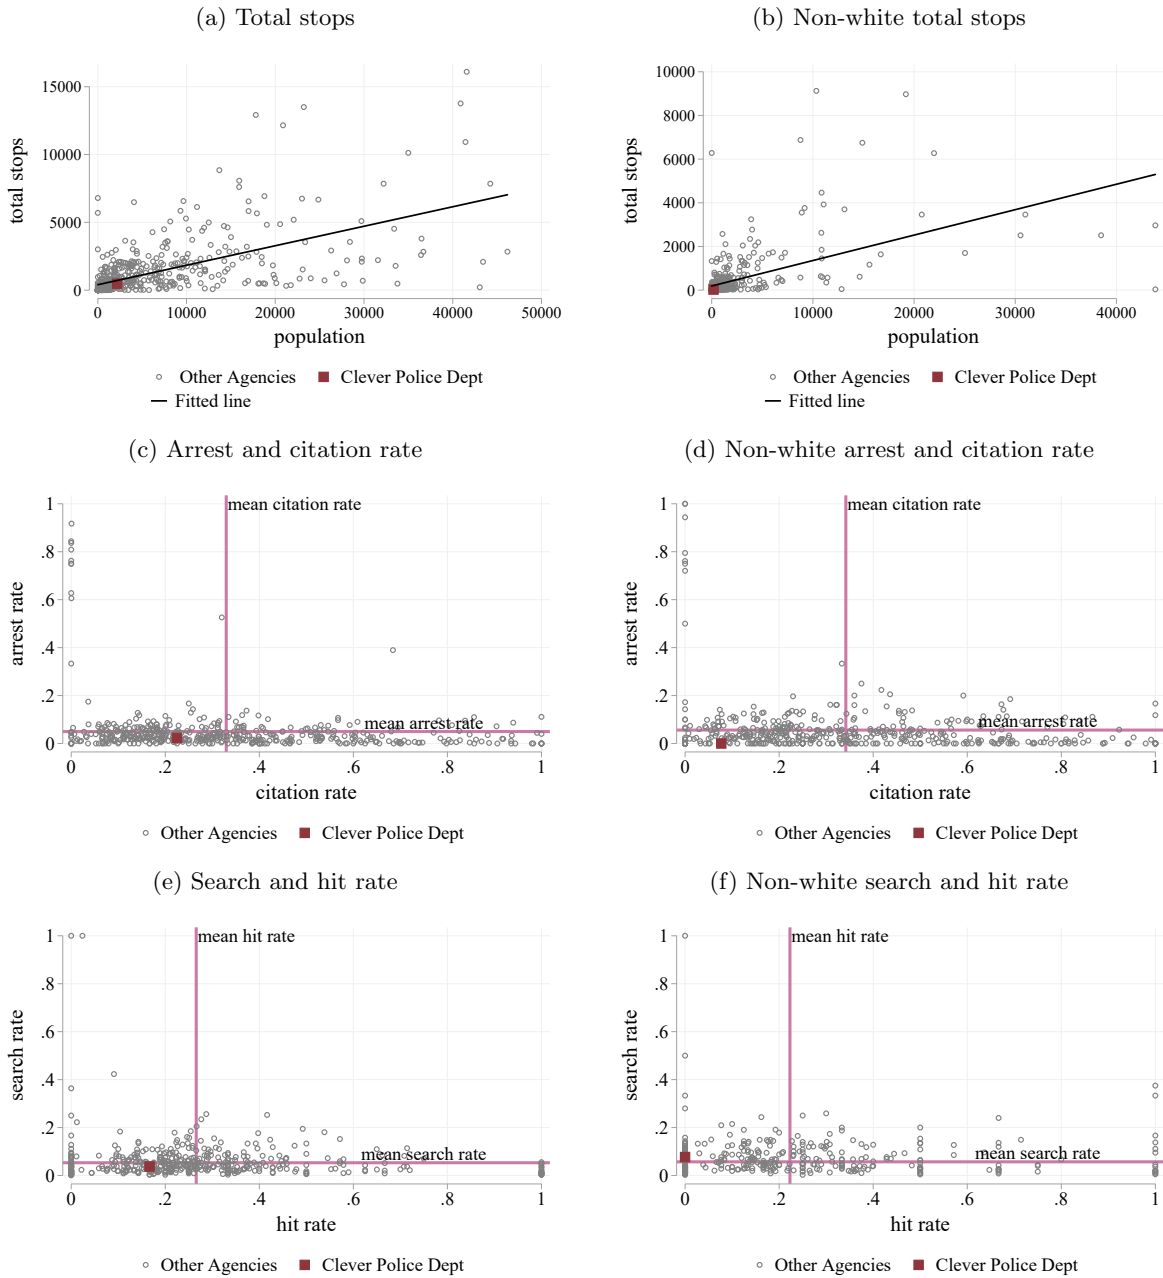 (a) Total stops
(b) Non-white total stops
total stops
15000
10000
5000
0
0 10000 20000 30000 40000 50000
population
Other Agencies Clever Police Dept
Fitted line
total stops
10000
8000
6000
4000
2000
0
0 10000 20000 30000 40000
population
Other Agencies Clever Police Dept
Fitted line
(c) Arrest and citation rate
(d) Non-white arrest and citation rate
arrest rate
1
.8
.6
.4
.2
0
mean citation rate
mean arrest rate
0 .2 .4 .6 .8 1
citation rate
Other Agencies Clever Police Dept
arrest rate
1
.8
.6
.4
.2
0
mean citation rate
mean arrest rate
0 .2 .4 .6 .8 1
citation rate
Other Agencies Clever Police Dept
(e) Search and hit rate
(f) Non-white search and hit rate
search rate
1
.8
.6
.4
.2
0
mean hit rate
mean search rate
0 .2 .4 .6 .8 1
hit rate
Other Agencies Clever Police Dept
search rate
1
.8
.6
.4
.2
0
mean hit rate
mean search rate
0 .2 .4 .6 .8 1
hit rate
Other Agencies Clever Police Dept